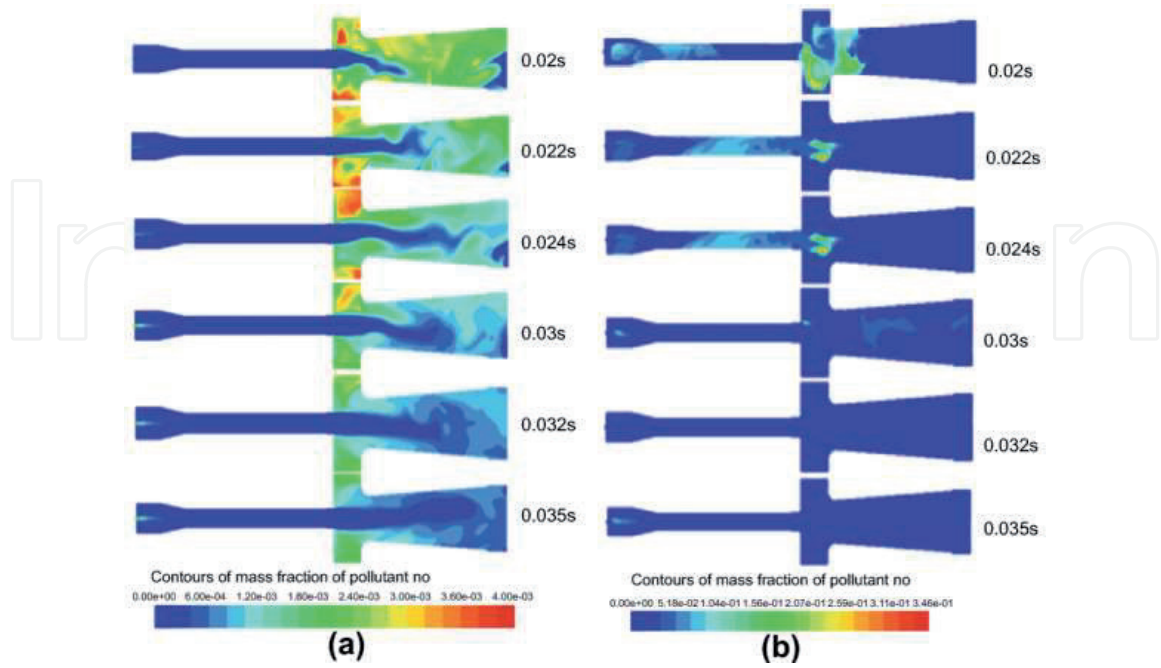 0.02s
0.022s
0.024s
0.03s
0.032s
0.035s
Contours of mass fraction of pollutant no
0.00e+00 6.00e-04 1.20e-03 1.80e-03 2.40e-03 3.00e-03 3.60e-03 4.00e-03
(a)
0.02s
0.022s
0.024s
0.03s
0.032s
0.035s
Contours of mass fraction of pollutant no
0.00e+00 5.18e-02 1.04e-01 1.56e-01 2.07e-01 2.59e-01 3.11e-01 3.46e-01
(b)